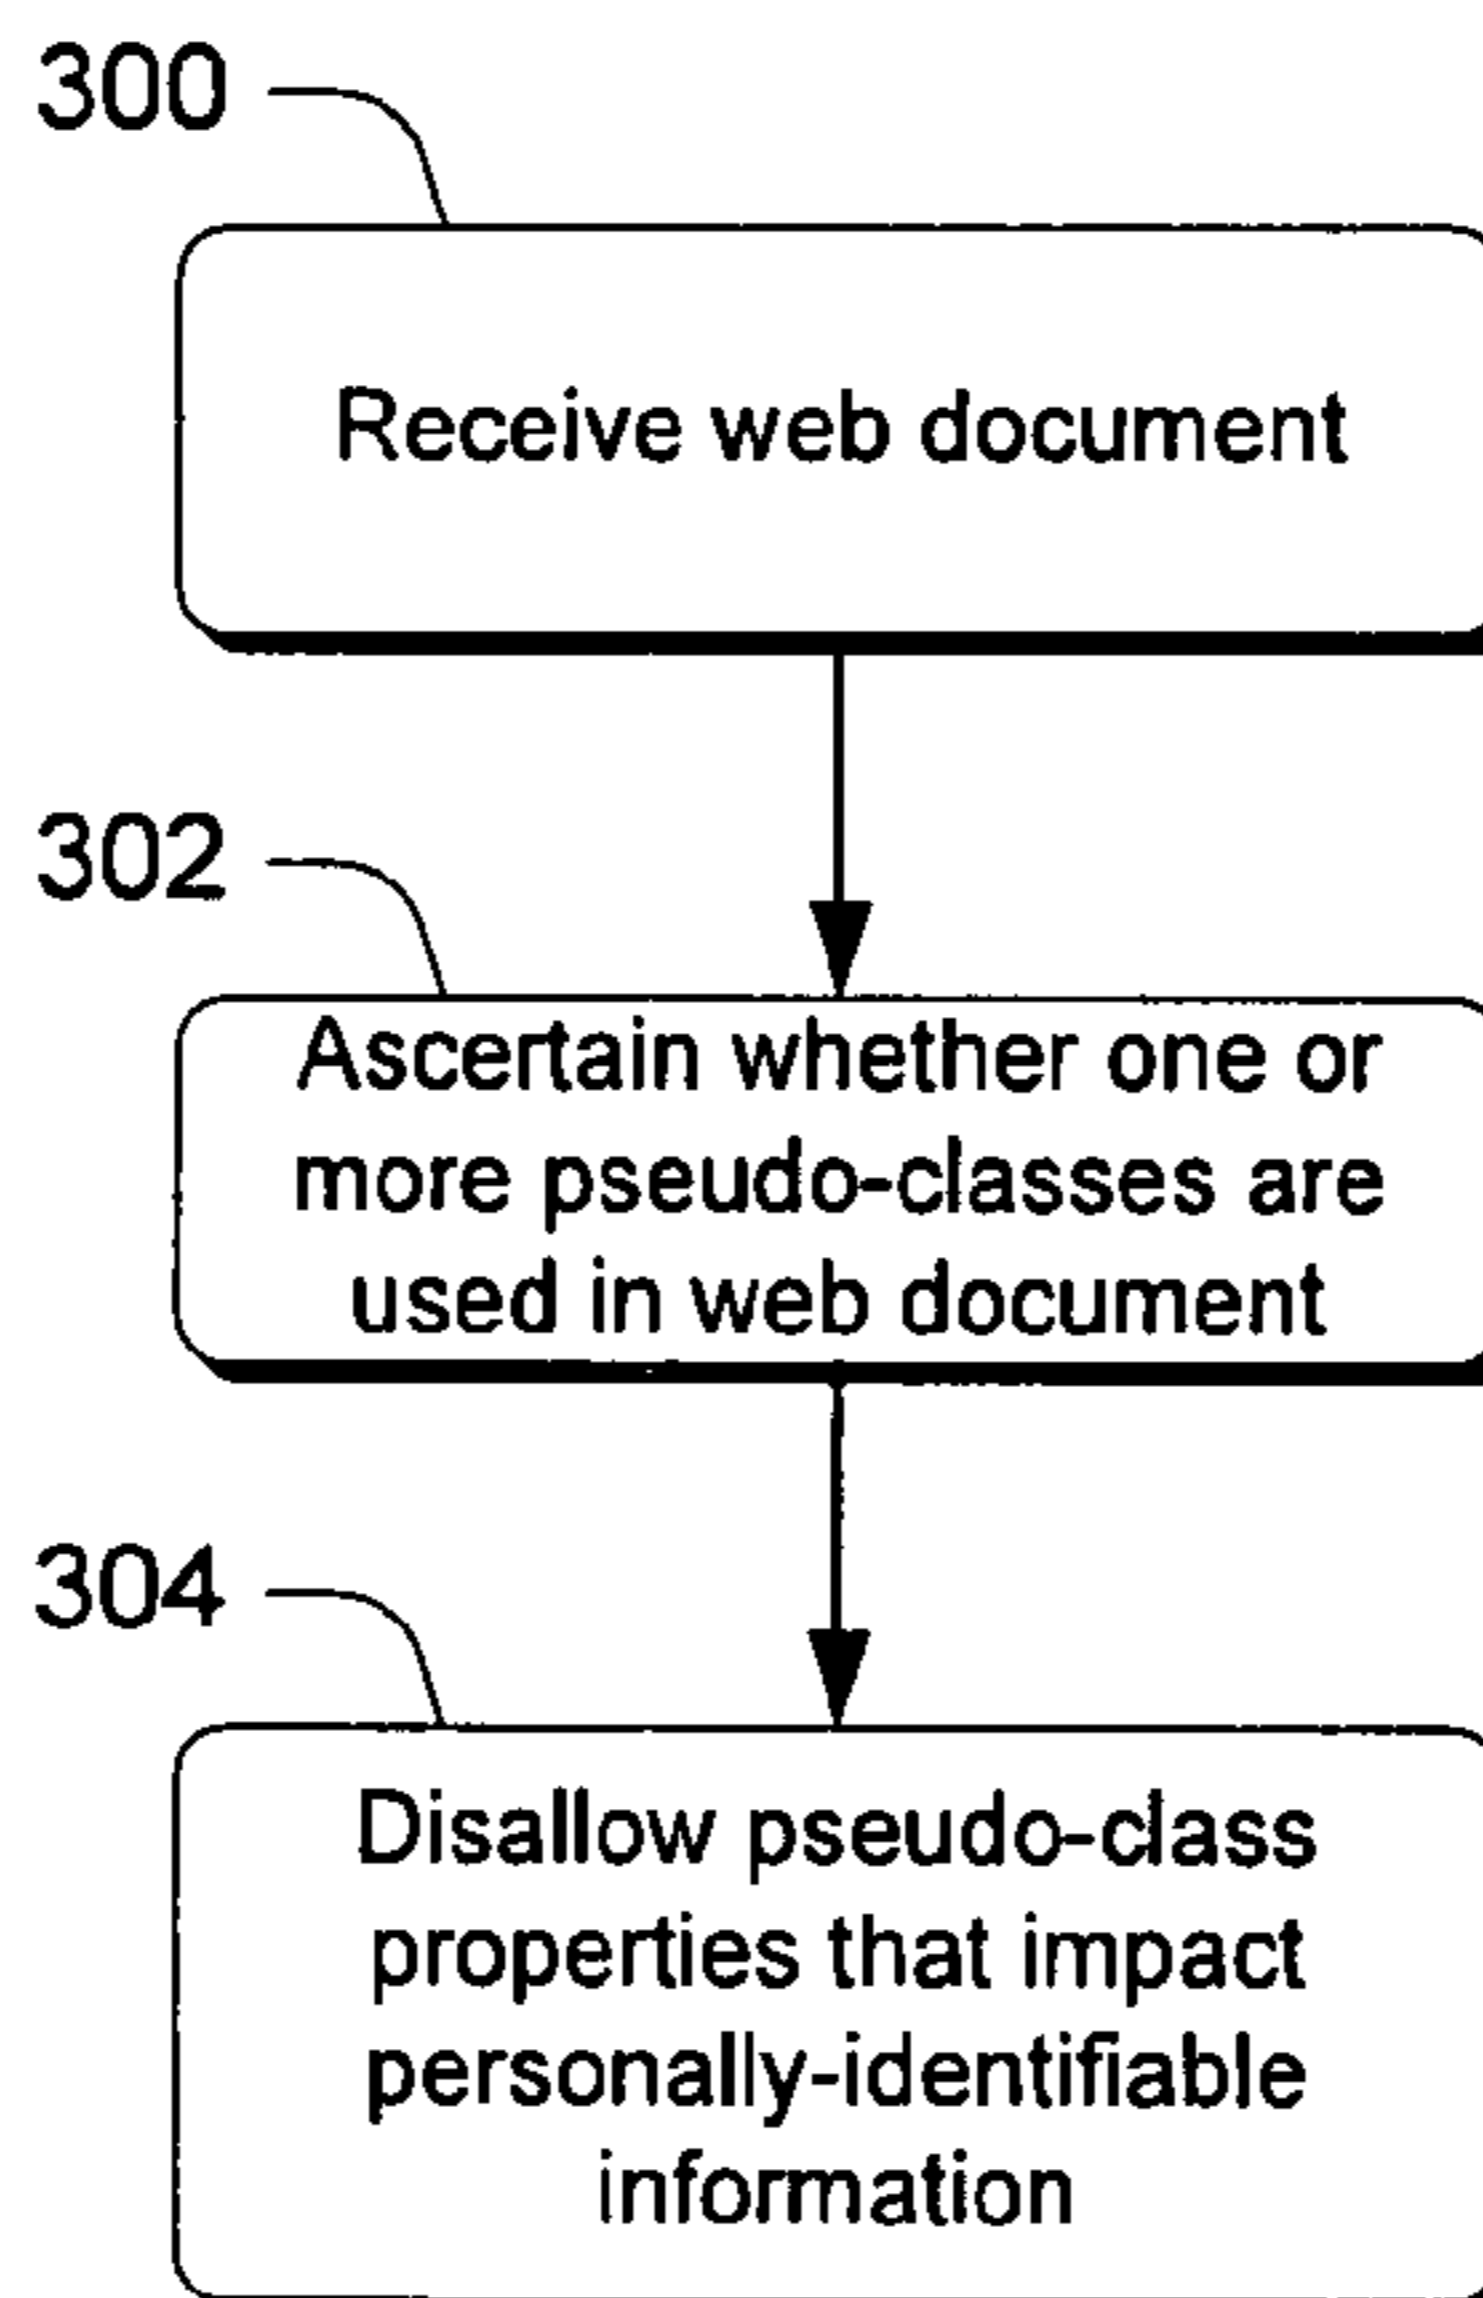 300
Receive web document
302
Ascertain whether one or
more pseudo-classes are
used in web document
304
Disallow pseudo-class
properties that impact
personally-identifiable
information